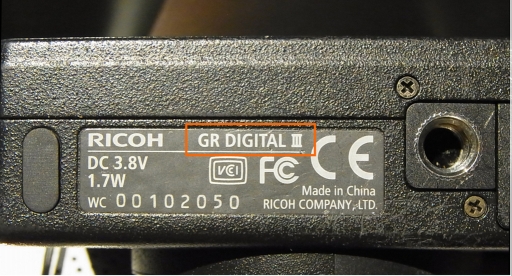 RICOH GR DIGITAL III
DC 3.8V
1.7W
VCI FC CE
Made in China
WC 00102050 RICOH COMPANY, LTD.